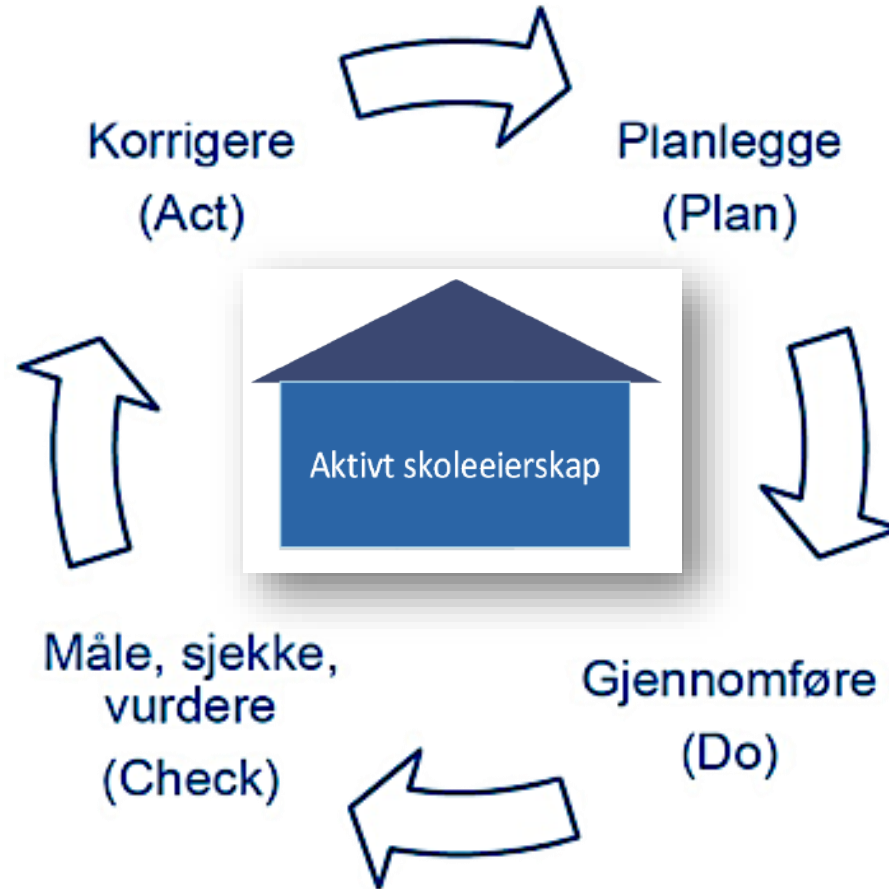 Korrigere
(Act)
Planlegge
(Plan)
Aktivt skoleeierskap
Måle, sjekke,
vurdere
(Check)
Gjennomføre
(Do)